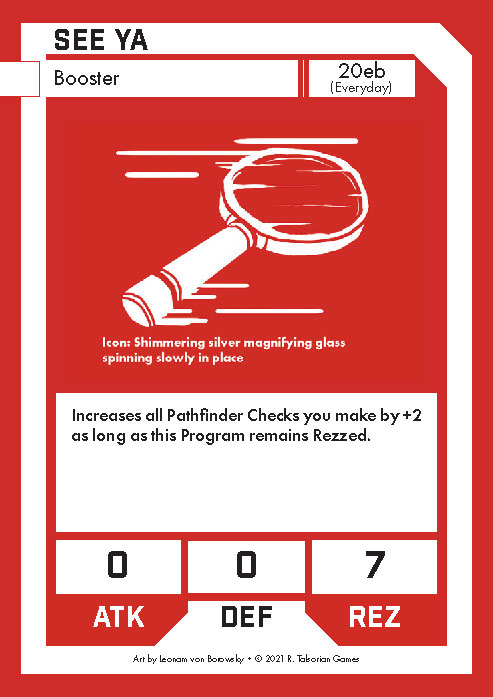 SEE YA
Booster
20eb
(Everyday)
Icon: Shimmering silver magnifying glass
spinning slowly in place
Increases all Pathfinder Checks you make by +2
as long as this Program remains Rezzed.
0 0 7
ATK DEF REZ
Art by Leonam von Borowsky • © 2021 R. Talsorian Games